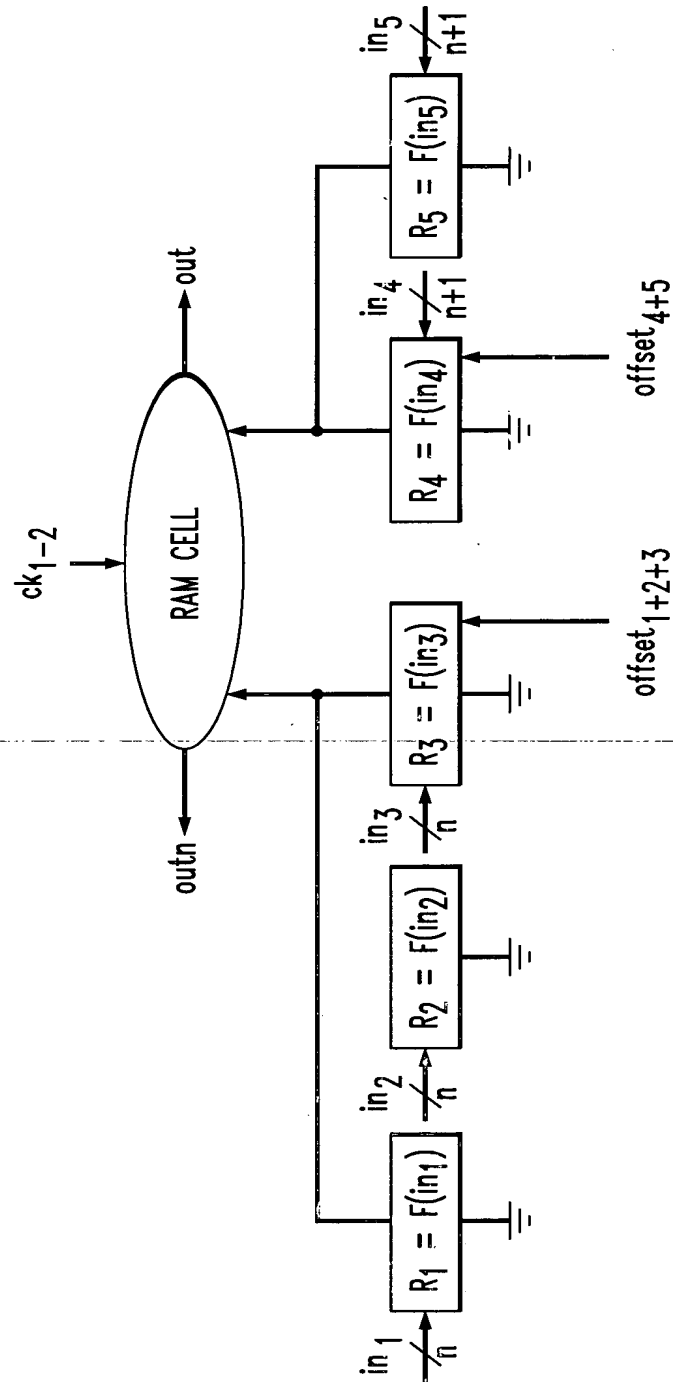 ck1-2
outn
RAM CELL
out
in1
n
R1 = F(in1)
in2
n
R2 = F(in2)
in3
n
R3 = F(in3)
R4 = F(in4)
in4
n+1
R5 = F(in5)
in5
n+1
offset1+2+3
offset4+5